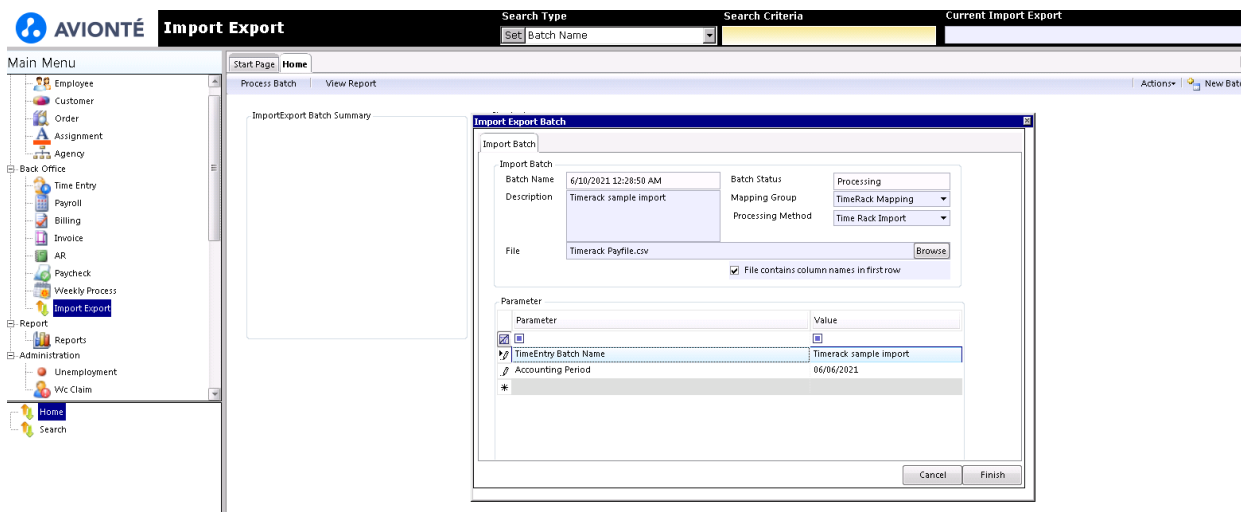 AVIONTÉ
Import Export
Search Type
Search Criteria
Current Import Export
Set Batch Name
Main Menu
Employee
Customer
Order
Assignment
Agency
Back Office
Time Entry
Payroll
Billing
Invoice
AR
Paycheck
Weekly Process
Import Export
Report
Reports
Administration
Unemployment
Wc Claim
Home
Search
Start Page
Home
Process Batch
View Report
Actions
New Batc
ImportExport Batch Summary
Import Export Batch
Import Batch
Import Batch
Batch Name
6/10/2021 12:28:50 AM
Batch Status
Processing
Description
Timerack sample import
Mapping Group
TimeRack Mapping
Processing Method
Time Rack Import
File
Timerack Payfile.csv
Browse
File contains column names in first row
Parameter
Parameter
Value
TimeEntry Batch Name
Timerack sample import
Accounting Period
06/06/2021
Cancel
Finish